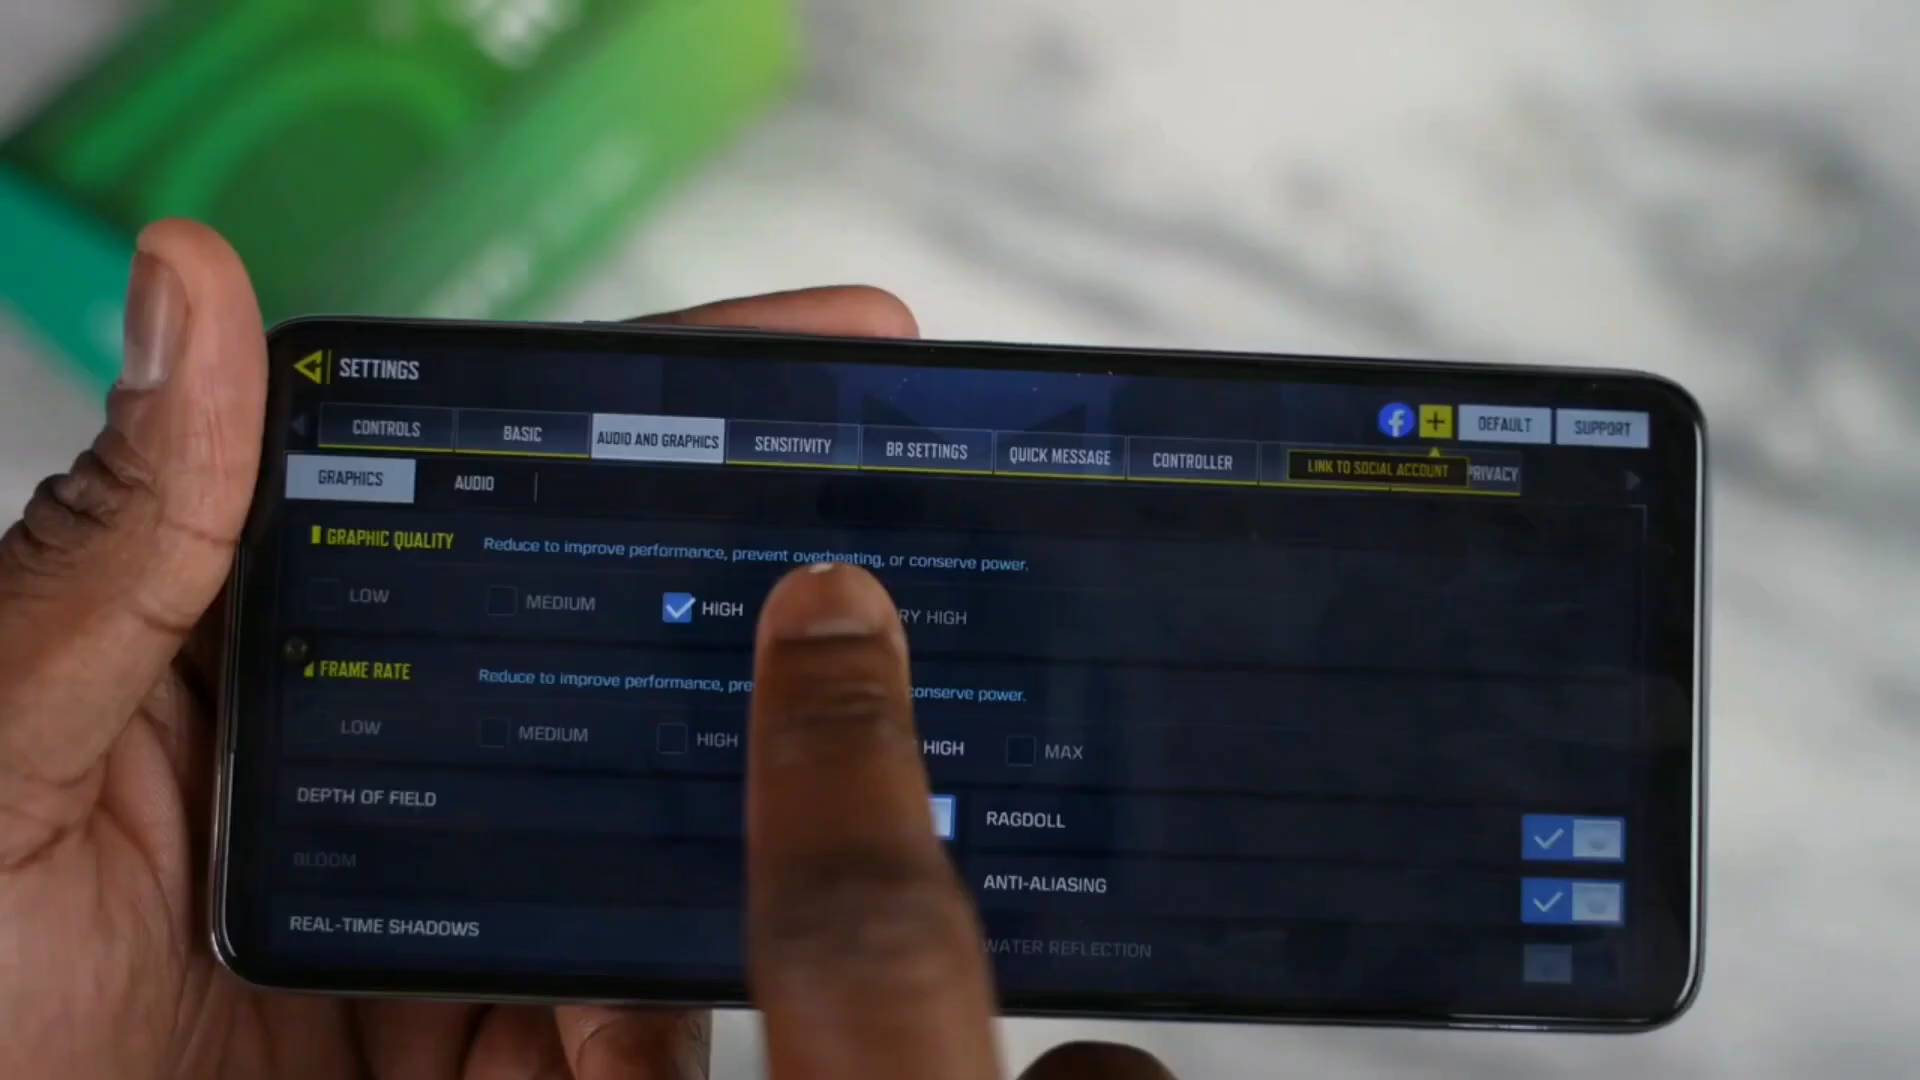 SETTINGS
DEFAULT
SUPPORT
CONTROLS
BASIC
AUDIO AND GRAPHICS
SENSITIVITY
BR SETTINGS
QUICK MESSAGE
CONTROLLER
LINK TO SOCIAL ACCOUNT
PRIVACY
GRAPHICS
AUDIO
GRAPHIC QUALITY
Reduce to improve performance, prevent overheating, or conserve power.
LOW
MEDIUM
HIGH
RY HIGH
FRAME RATE
Reduce to improve performance, pre conserve power.
LOW
MEDIUM
HIGH
HIGH
MAX
DEPTH OF FIELD
RAGDOLL
BLOOM
ANTI-ALIASING
REAL-TIME SHADOWS
WATER REFLECTION